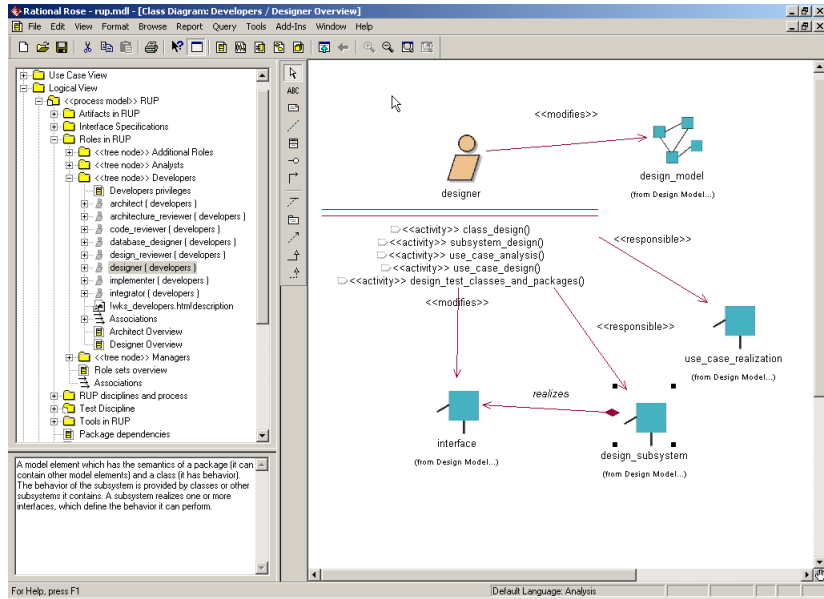 Rational Rose - rup.mdl - [Class Diagram: Developers / Designer Overview]
File Edit View Format Browse Report Query Tools Add-Ins Window Help
Use Case View
Logical View
<<process model>> RUP
Artifacts in RUP
Interface Specifications
Roles in RUP
<<tree node>> Additional Roles
<<tree node>> Analysts
<<tree node>> Developers
Developers privileges
architect ( developers )
architecture_reviewer ( developers )
code_reviewer ( developers )
database_designer ( developers )
design_reviewer ( developers )
designer ( developers )
implementer ( developers )
integrator ( developers )
!wks_developers.htmldescription
Associations
Architect Overview
Designer Overview
<<tree node>> Managers
Role sets overview
Associations
RUP disciplines and process
Test Discipline
Tools in RUP
Package dependencies
A model element which has the semantics of a package (it can
contain other model elements) and a class (it has behavior).
The behavior of the subsystem is provided by classes or other
subsystems it contains. A subsystem realizes one or more
interfaces, which define the behavior it can perform.
ABC
<<modifies>>
designer
design_model
(from Design Model...)
<<activity>> class_design()
<<activity>> subsystem_design()
<<activity>> use_case_analysis()
<<activity>> use_case_design()
<<activity>> design_test_classes_and_packages()
<<responsible>>
<<modifies>>
<<responsible>>
use_case_realization
(from Design Model...)
realizes
interface
(from Design Model...)
design_subsystem
(from Design Model...)
For Help, press F1
Default Language: Analysis